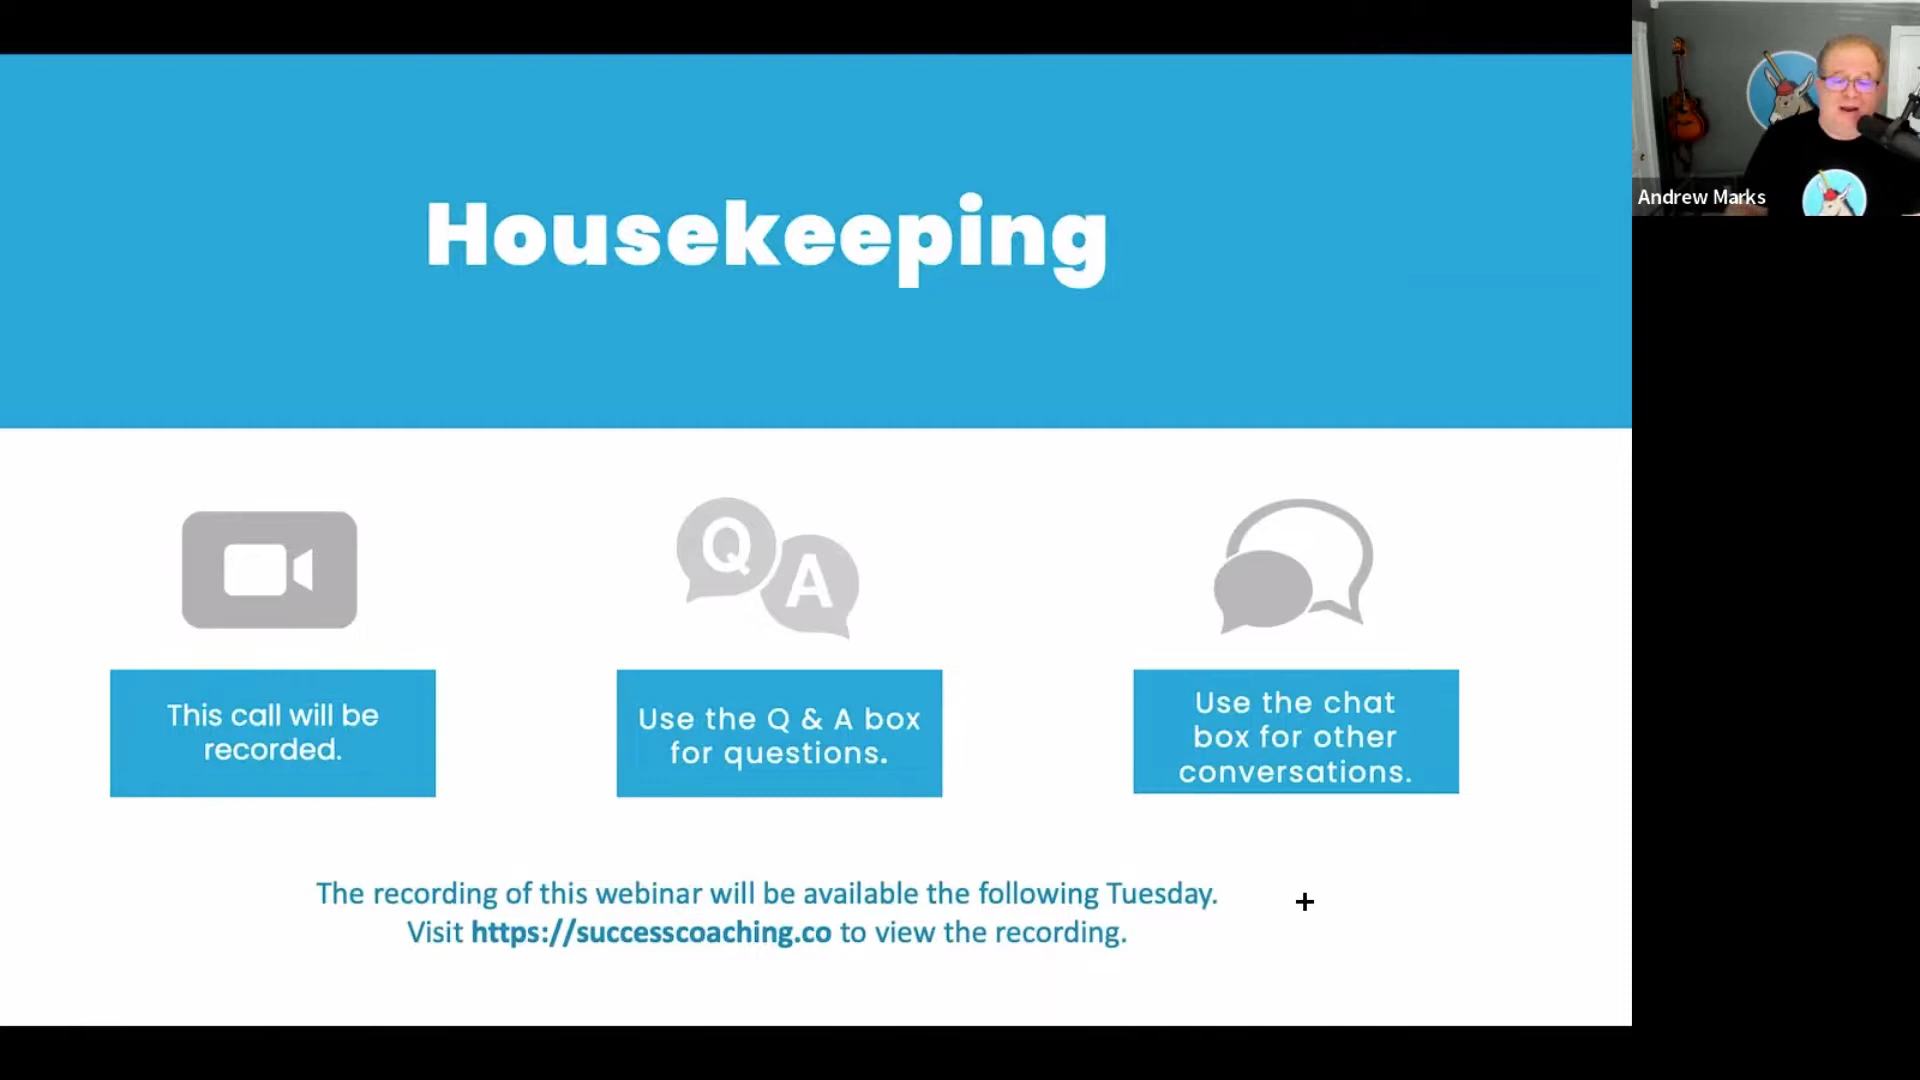 Housekeeping
Q A
This call will be
recorded.
Use the Q & A box
for questions.
Use the chat
box for other
conversations.
The recording of this webinar will be available the following Tuesday.
Visit https://successcoaching.co to view the recording.
Andrew Marks